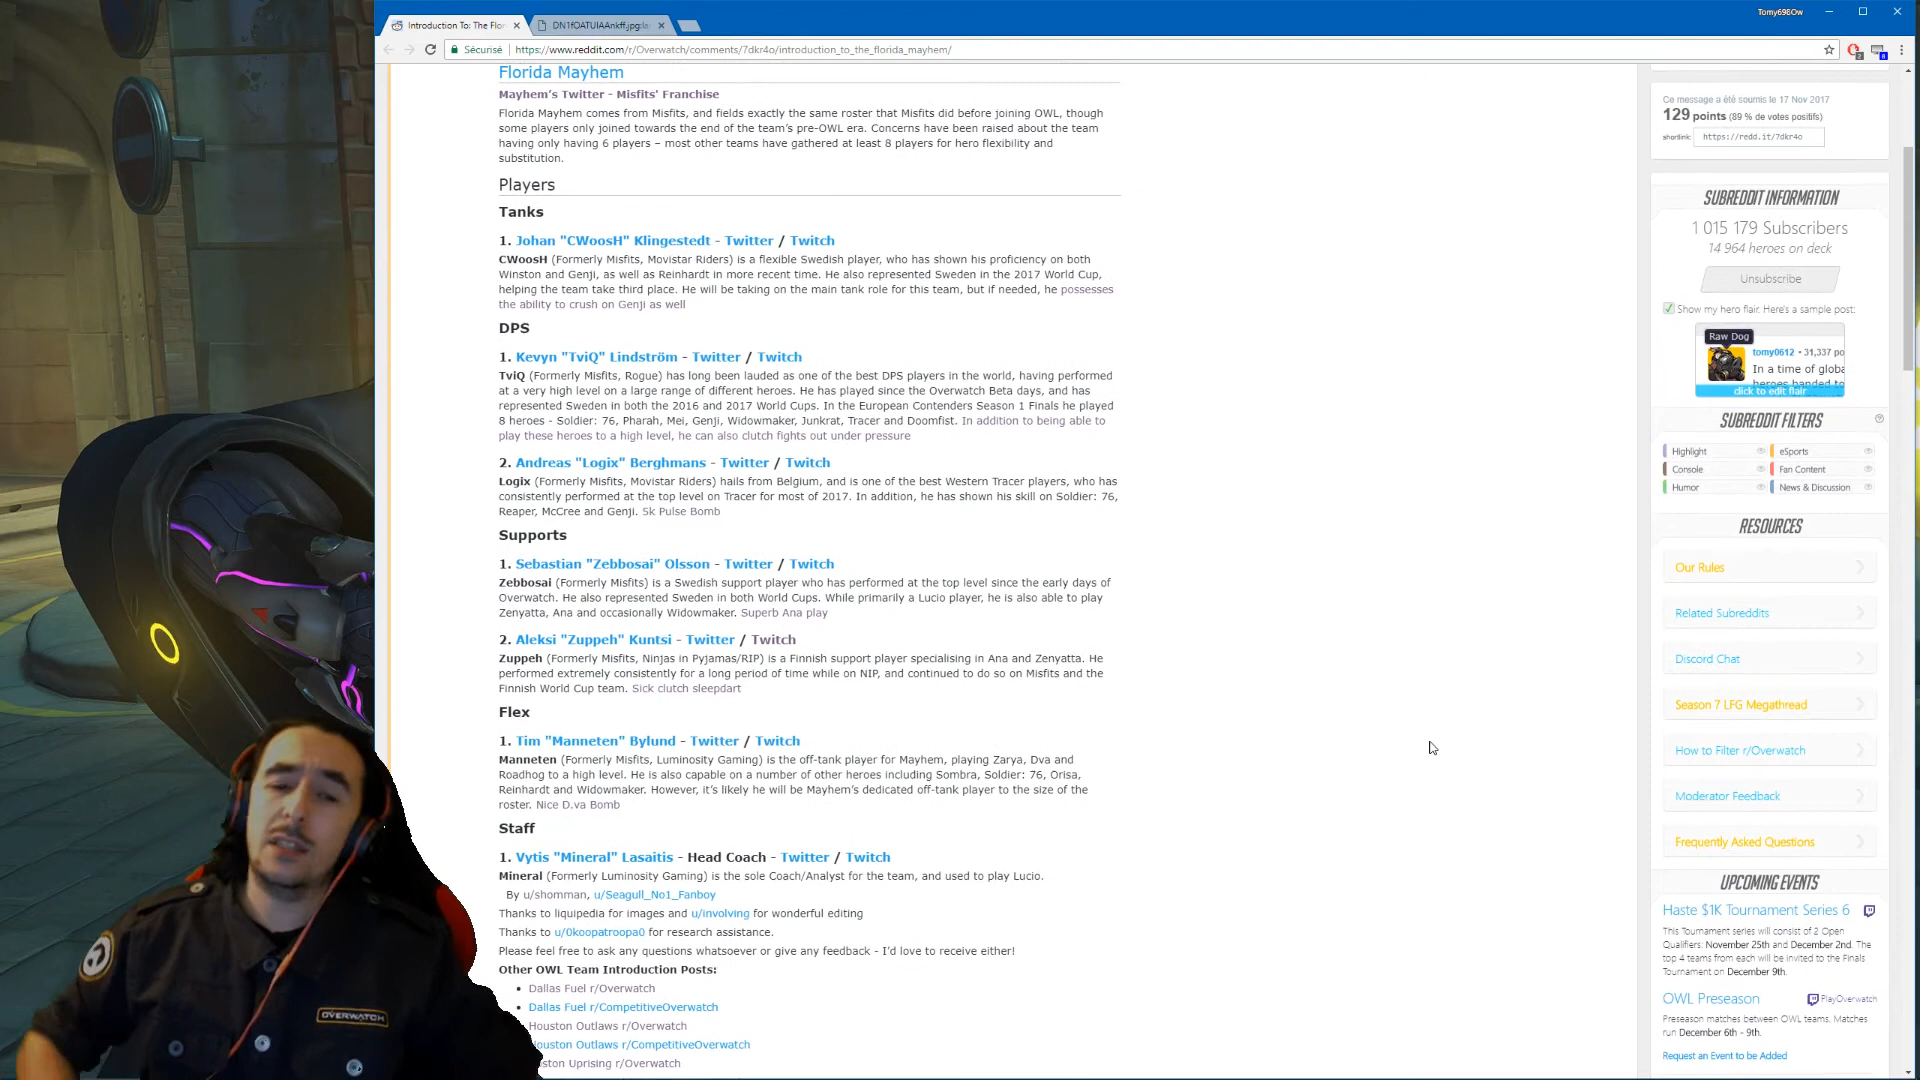 Tomy698Ow
Introduction To: The Flor
DN1fOATUIAAnkff.jpg:la
Sécurisé
https://www.reddit.com/r/Overwatch/comments/7dkr4o/introduction_to_the_florida_mayhem/
Florida Mayhem
Mayhem's Twitter - Misfits' Franchise
Florida Mayhem comes from Misfits, and fields exactly the same roster that Misfits did before joining OWL, though
some players only joined towards the end of the team's pre-OWL era. Concerns have been raised about the team
having only having 6 players – most other teams have gathered at least 8 players for hero flexibility and
substitution.
Players
Tanks
1. Johan "CWoosH" Klingestedt - Twitter / Twitch
CWoosH (Formerly Misfits, Movistar Riders) is a flexible Swedish player, who has shown his proficiency on both
Winston and Genji, as well as Reinhardt in more recent time. He also represented Sweden in the 2017 World Cup,
helping the team take third place. He will be taking on the main tank role for this team, but if needed, he possesses
the ability to crush on Genji as well
DPS
1. Kevyn "TviQ" Lindström - Twitter / Twitch
TviQ (Formerly Misfits, Rogue) has long been lauded as one of the best DPS players in the world, having performed
at a very high level on a large range of different heroes. He has played since the Overwatch Beta days, and has
represented Sweden in both the 2016 and 2017 World Cups. In the European Contenders Season 1 Finals he played
8 heroes - Soldier: 76, Pharah, Mei, Genji, Widowmaker, Junkrat, Tracer and Doomfist. In addition to being able to
play these heroes to a high level, he can also clutch fights out under pressure
2. Andreas "Logix" Berghmans - Twitter / Twitch
Logix (Formerly Misfits, Movistar Riders) hails from Belgium, and is one of the best Western Tracer players, who has
consistently performed at the top level on Tracer for most of 2017. In addition, he has shown his skill on Soldier: 76,
Reaper, McCree and Genji. 5k Pulse Bomb
Supports
1. Sebastian "Zebbosai" Olsson - Twitter / Twitch
Zebbosai (Formerly Misfits) is a Swedish support player who has performed at the top level since the early days of
Overwatch. He also represented Sweden in both World Cups. While primarily a Lucio player, he is also able to play
Zenyatta, Ana and occasionally Widowmaker. Superb Ana play
2. Aleksi "Zuppeh" Kuntsi - Twitter / Twitch
Zuppeh (Formerly Misfits, Ninjas in Pyjamas/RIP) is a Finnish support player specialising in Ana and Zenyatta. He
performed extremely consistently for a long period of time while on NIP, and continued to do so on Misfits and the
Finnish World Cup team. Sick clutch sleepdart
Flex
1. Tim "Manneten" Bylund - Twitter / Twitch
Manneten (Formerly Misfits, Luminosity Gaming) is the off-tank player for Mayhem, playing Zarya, Dva and
Roadhog to a high level. He is also capable on a number of other heroes including Sombra, Soldier: 76, Orisa,
Reinhardt and Widowmaker. However, it's likely he will be Mayhem's dedicated off-tank player to the size of the
roster. Nice D.va Bomb
Staff
1. Vytis "Mineral" Lasaitis - Head Coach - Twitter / Twitch
Mineral (Formerly Luminosity Gaming) is the sole Coach/Analyst for the team, and used to play Lucio.
By u/shomman, u/Seagull_No1_Fanboy
Thanks to liquipedia for images and u/involving for wonderful editing
Thanks to u/0koopatroopa0 for research assistance.
Please feel free to ask any questions whatsoever or give any feedback - I'd love to receive either!
Other OWL Team Introduction Posts:
Dallas Fuel r/Overwatch
Dallas Fuel r/CompetitiveOverwatch
Houston Outlaws r/Overwatch
ouston Outlaws r/CompetitiveOverwatch
ston Uprising r/Overwatch
OVERWATCH
Ce message a été soumis le 17 Nov 2017
129 points (89 % de votes positifs)
shortlink: https://redd.it/7dkr4o
SUBREDDIT INFORMATION
1 015 179 Subscribers
14 964 heroes on deck
Unsubscribe
Show my hero flair. Here's a sample post:
Raw Dog
tomy0612 • 31,337 po
In a time of globa
heroes banded to
click to edit flair
SUBREDDIT FILTERS
Highlight
eSports
Console
Fan Content
Humor
News & Discussion
RESOURCES
Our Rules
Related Subreddits
Discord Chat
Season 7 LFG Megathread
How to Filter r/Overwatch
Moderator Feedback
Frequently Asked Questions
UPCOMING EVENTS
Haste $1K Tournament Series 6
This Tournament series will consist of 2 Open
Qualifiers: November 25th and December 2nd. The
top 4 teams from each will be invited to the Finals
Tournament on December 9th.
OWL Preseason
PlayOverwatch
Preseason matches between OWL teams. Matches
run December 6th - 9th.
Request an Event to be Added